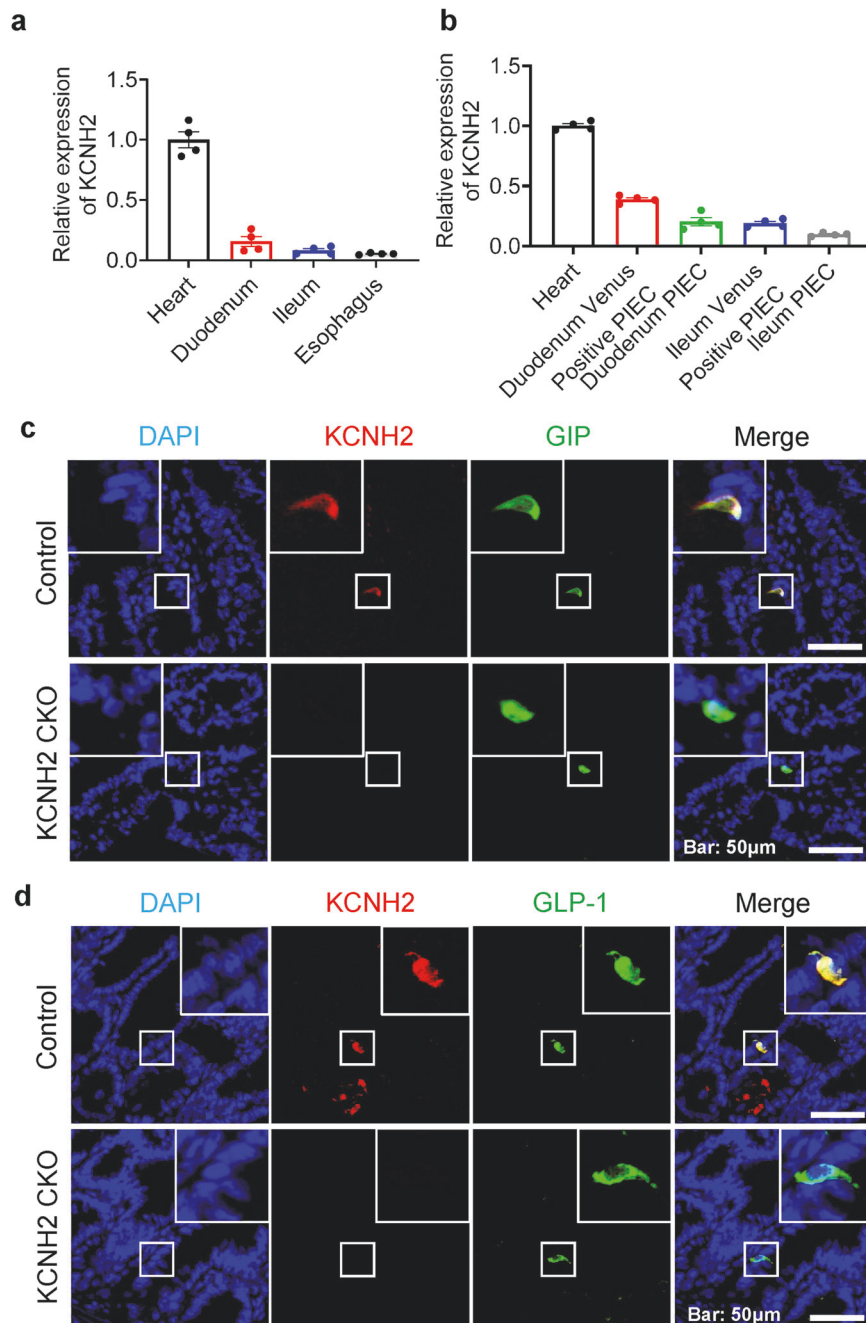 a
Relative expression
of KCNH2
1.5
1.0
0.5
0.0
Heart
Duodenum
Ileum
Esophagus
b
Relative expression
of KCNH2
1.5
1.0
0.5
0.0
Heart
Duodenum Venus
Positive PIEC
Duodenum PIEC
Ileum Venus
Positive PIEC
Ileum PIEC
c
DAPI KCNH2 GIP Merge
Control
KCNH2 CKO
Bar: 50μm
d
DAPI KCNH2 GLP-1 Merge
Control
KCNH2 CKO
Bar: 50μm